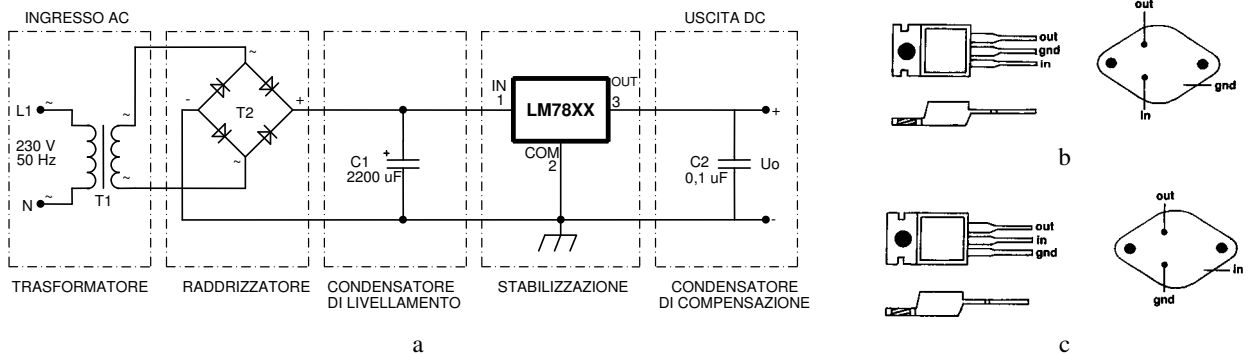 INGRESSO AC
USCITA DC
~
~
~
~
L1
~
230 V
50 Hz
N
~
T1
-
T2
+
C1
+
2200 uF
IN
1
LM78XX
OUT
3
COM
2
C2
0,1 uF
+
Uo
-
TRASFORMATORE
RADDRIZZATORE
CONDENSATORE
DI LIVELLAMENTO
STABILIZZAZIONE
CONDENSATORE
DI COMPENSAZIONE
a
out
gnd
in
out
gnd
in
b
out
in
gnd
out
in
gnd
c